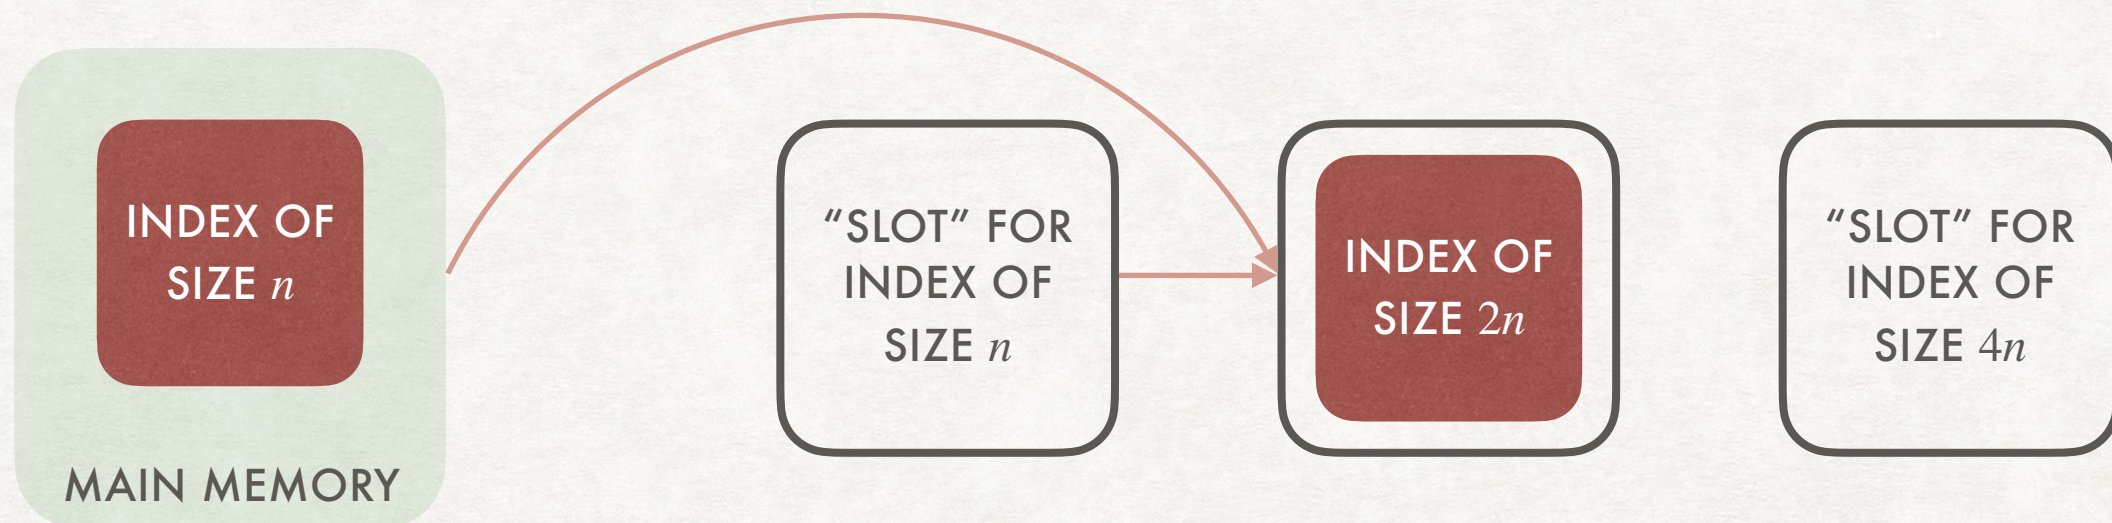 INDEX OF
SIZE n
MAIN MEMORY
“SLOT” FOR
INDEX OF
SIZE n
INDEX OF
SIZE 2n
“SLOT” FOR
INDEX OF
SIZE 4n